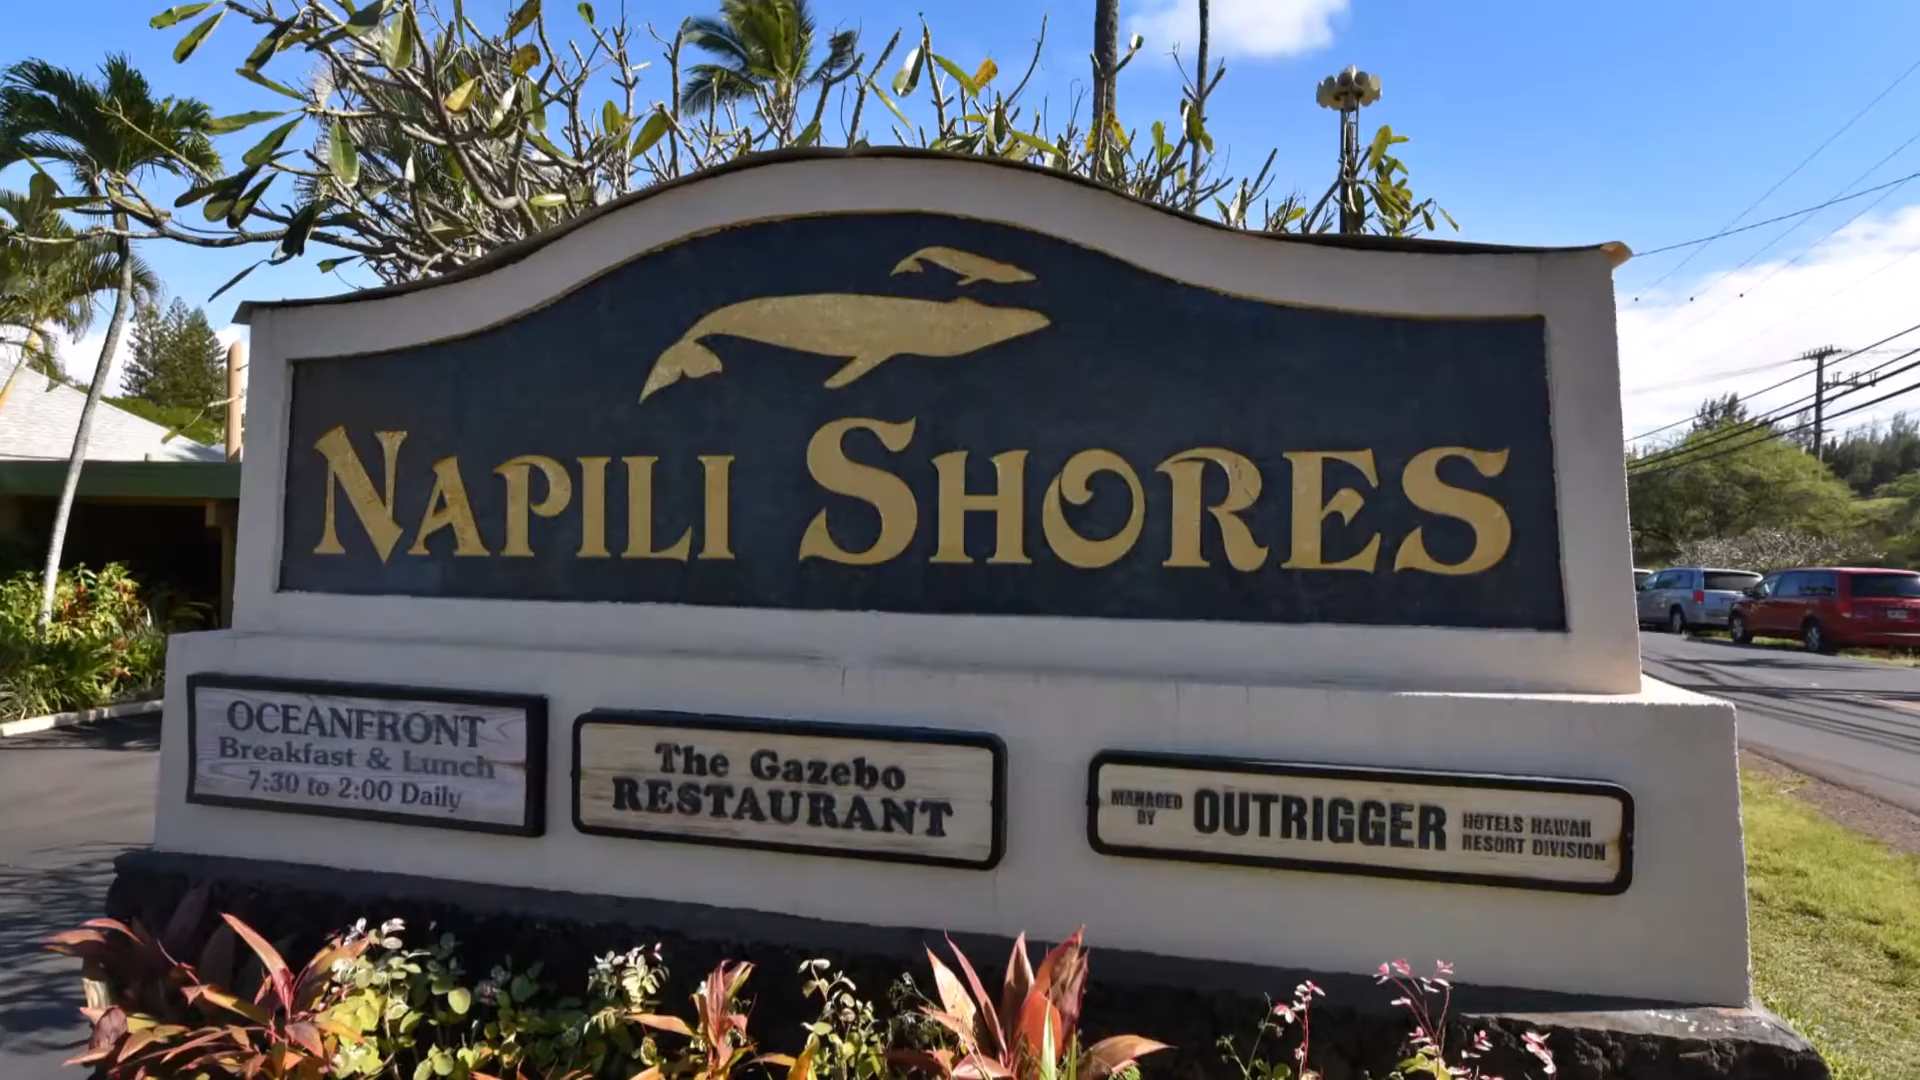 NAPILI SHORES
OCEANFRONT
Breakfast & Lunch
7:30 to 2:00 Daily
The Gazebo
RESTAURANT
MANAGED
BY
OUTRIGGER
HOTELS HAWAII
RESORT DIVISION